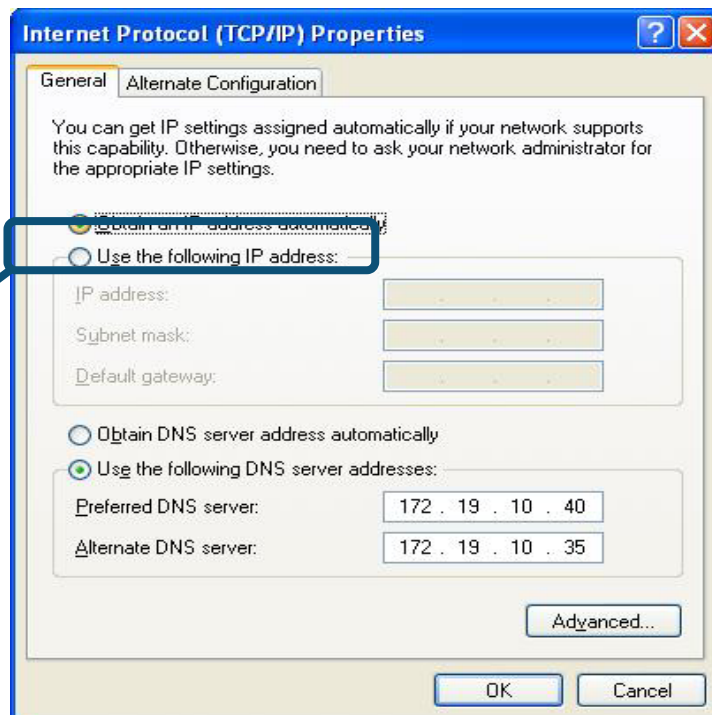 Internet Protocol (TCP/IP) Properties
General
Alternate Configuration
You can get IP settings assigned automatically if your network supports
this capability. Otherwise, you need to ask your network administrator for
the appropriate IP settings.
Obtain an IP address automatically
Use the following IP address:
IP address:
Subnet mask:
Default gateway:
Obtain DNS server address automatically
Use the following DNS server addresses:
Preferred DNS server: 172 . 19 . 10 . 40
Alternate DNS server: 172 . 19 . 10 . 35
Advanced...
OK
Cancel